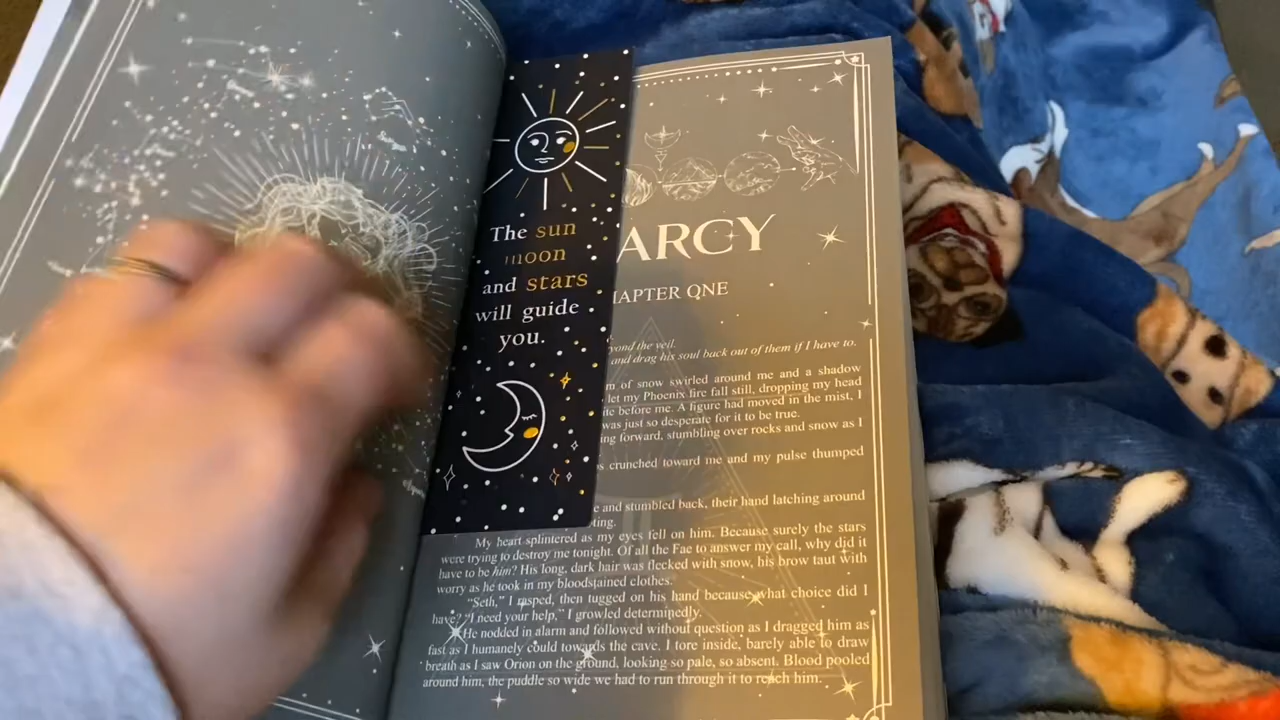 The sun
moon
and stars
will guide
you.
ARCY
HAPTER ONE
yond the veil.
and drag his soul back out of them if I have to.
m of snow swirled around me and a shadow
let my Phoenix fire fall still, dropping my head
ite before me. A figure had moved in the mist, I
was just so desperate for it to be true.
ing forward, stumbling over rocks and snow as I
s crunched toward me and my pulse thumped
e and stumbled back, their hand latching around
ting.
My heart splintered as my eyes fell on him. Because surely the stars
were trying to destroy me tonight. Of all the Fae to answer my call, why did it
have to be him? His long, dark hair was flecked with snow, his brow taut with
worry as he took in my bloodstained clothes.
“Seth,” I rasped, then tugged on his hand because what choice did I
have? “I need your help,” I growled determinedly.
He nodded in alarm and followed without question as I dragged him as
fast as I humanely could towards the cave. I tore inside, barely able to draw
breath as I saw Orion on the ground, looking so pale, so absent. Blood pooled
around him, the puddle so wide we had to run through it to reach him.